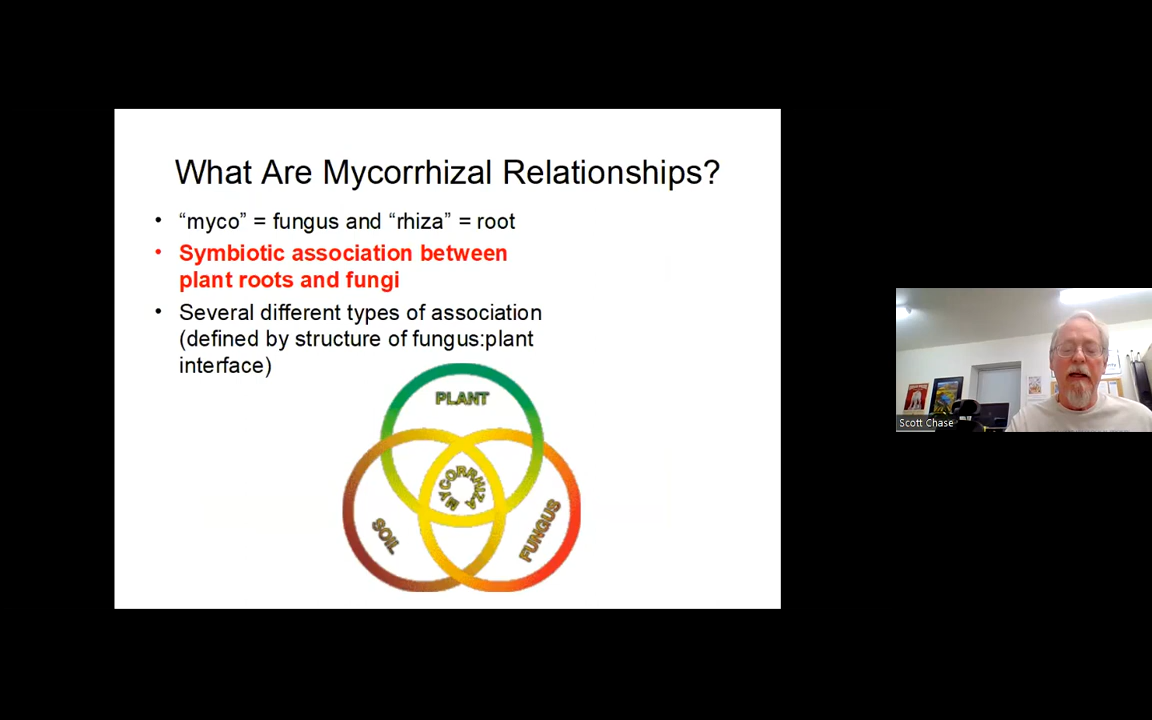 What Are Mycorrhizal Relationships?
• “myco” = fungus and “rhiza” = root
• Symbiotic association between
plant roots and fungi
• Several different types of association
(defined by structure of fungus:plant
interface)
PLANT
MYCORRHIZA
SOIL
FUNGUS
Scott Chase